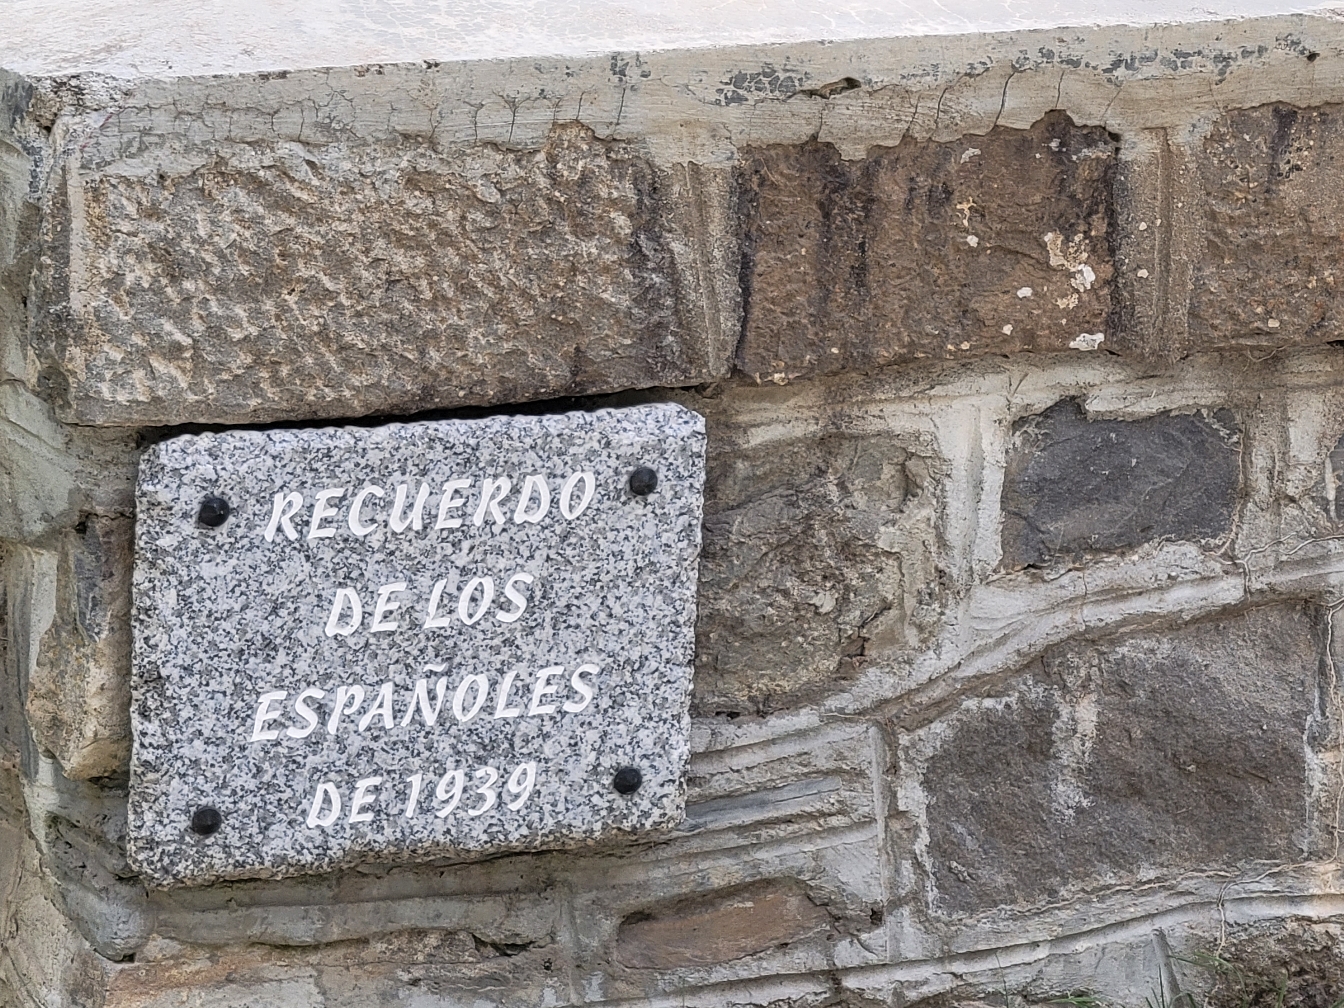 RECUERDO
DE LOS
ESPAÑOLES
DE 1939